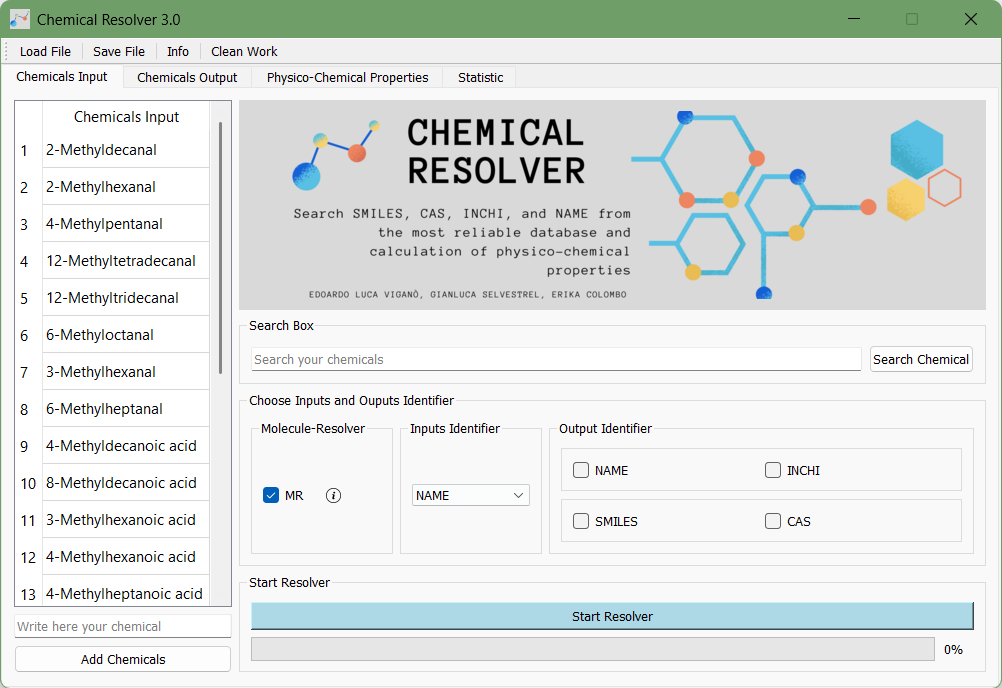 Chemical Resolver 3.0
Load File
Save File
Info
Clean Work
Chemicals Input
Chemicals Output
Physico-Chemical Properties
Statistic
Chemicals Input
1 2-Methyldecanal
2 2-Methylhexanal
3 4-Methylpentanal
4 12-Methyltetradecanal
5 12-Methyltridecanal
6 6-Methyloctanal
7 3-Methylhexanal
8 6-Methylheptanal
9 4-Methyldecanoic acid
10 8-Methyldecanoic acid
11 3-Methylhexanoic acid
12 4-Methylhexanoic acid
13 4-Methylheptanoic acid
Write here your chemical
Add Chemicals
CHEMICAL
RESOLVER
Search SMILES, CAS, INCHI, and NAME from
the most reliable database and
calculation of physico-chemical
properties
EDOARDO LUCA VIGANÒ, GIANLUCA SELVESTREL, ERIKA COLOMBO
Search Box
Search your chemicals
Search Chemical
Choose Inputs and Ouputs Identifier
Molecule-Resolver
MR
Inputs Identifier
NAME
Output Identifier
NAME
INCHI
SMILES
CAS
Start Resolver
Start Resolver
0%